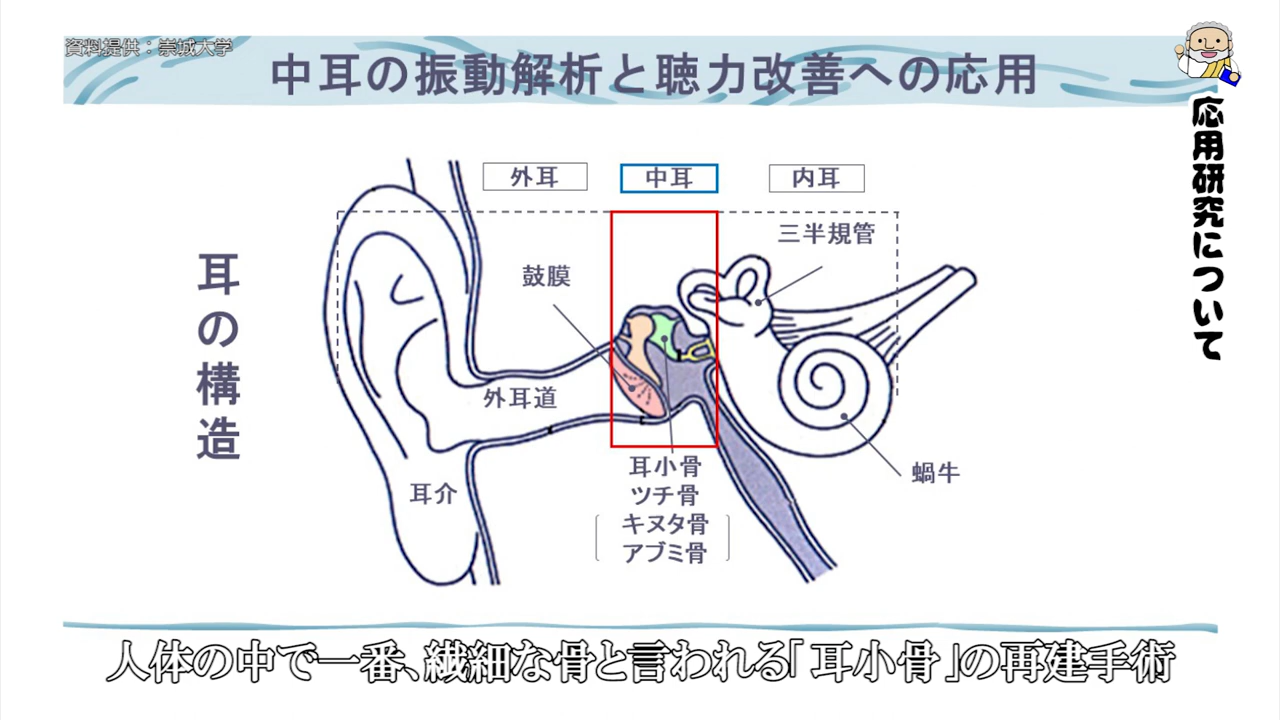 資料提供：崇城大学
中耳の振動解析と聴力改善への応用
応用研究について
外耳
中耳
内耳
三半規管
鼓膜
耳の構造
外耳道
耳介
耳小骨
ツチ骨
キヌタ骨
アブミ骨
蝸牛
人体の中で一番、繊細な骨と言われる「耳小骨」の再建手術